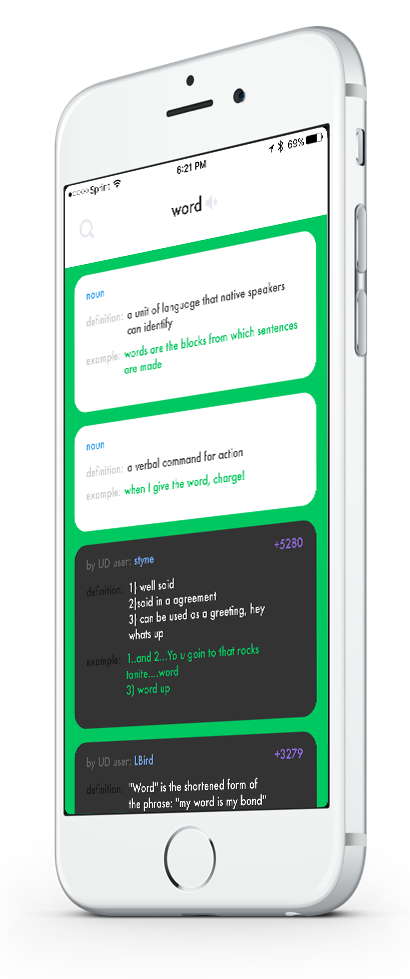 Sprint
6:21 PM
69%
word
noun
definition: a unit of language that native speakers
can identify
example: words are the blocks from which sentences
are made
noun
definition: a verbal command for action
example: when I give the word, charge!
by UD user: styne +5280
definition: 1| well said
2|said in a agreement
3| can be used as a greeting, hey
whats up
example: 1..and 2...Yo u goin to that rocks
tonite....word
3) word up
by UD user: LBird +3279
definition: "Word" is the shortened form of
the phrase: "my word is my bond"